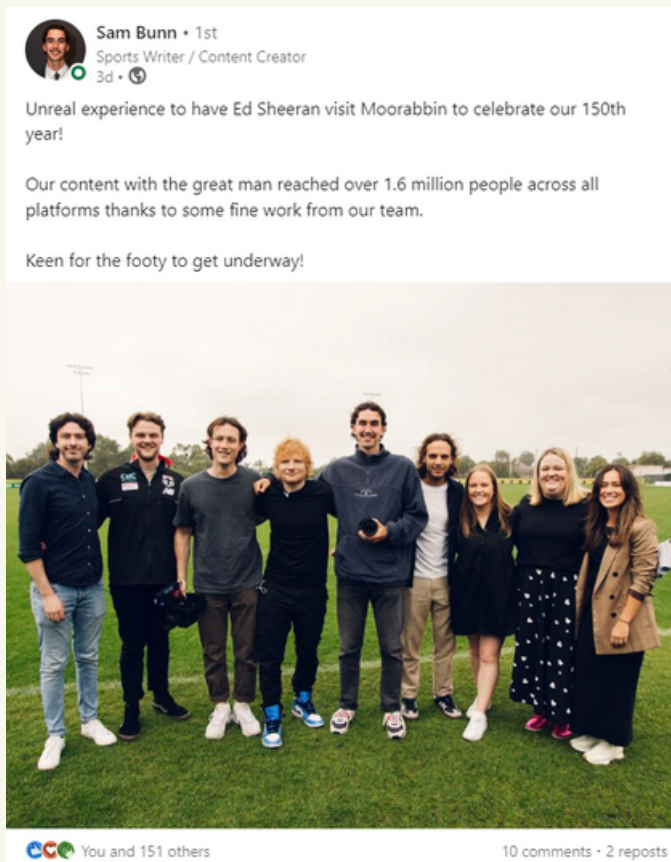 Sam Bunn • 1st
Sports Writer / Content Creator
3d •
Unreal experience to have Ed Sheeran visit Moorabbin to celebrate our 150th
year!
Our content with the great man reached over 1.6 million people across all
platforms thanks to some fine work from our team.
Keen for the footy to get underway!
You and 151 others
10 comments • 2 reposts